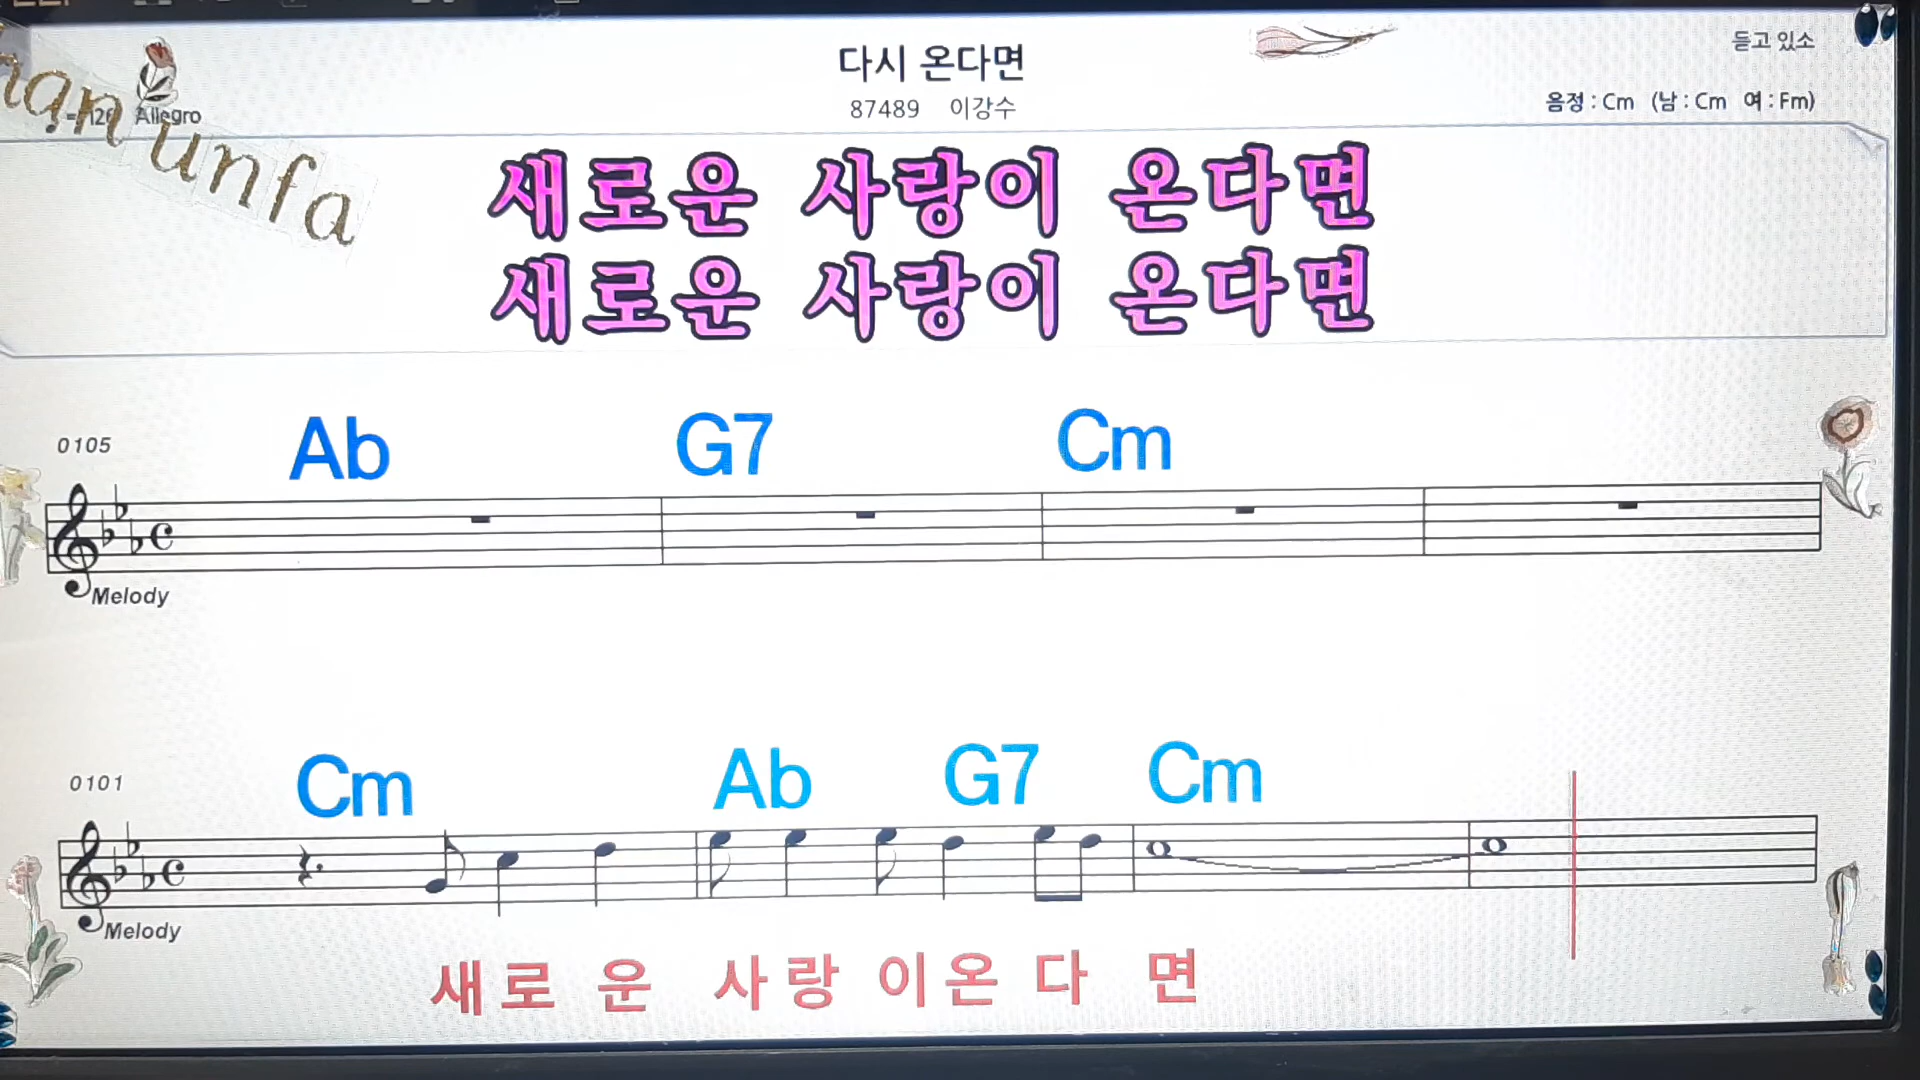 다시 온다면
듣고 있소
87489 이강수
음정 : Cm (남 : Cm 여 : Fm)
Allegro
unfa
새로운 사랑이 온다면
새로운 사랑이 온다면
Ab G7 Cm
0105
Melody
Cm Ab G7 Cm
0101
Melody
새로 운 사랑 이온 다 면